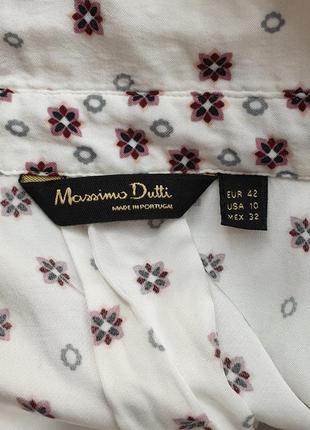 Massimo Dutti
MADE IN PORTUGAL
EUR 42
USA 10
MEX 32